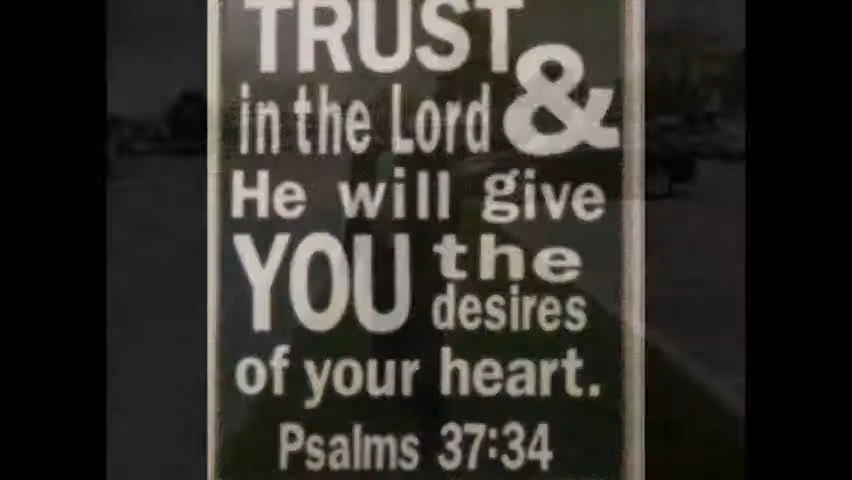 TRUST
in the Lord &
He will give
YOU the
desires
of your heart.
Psalms 37:34